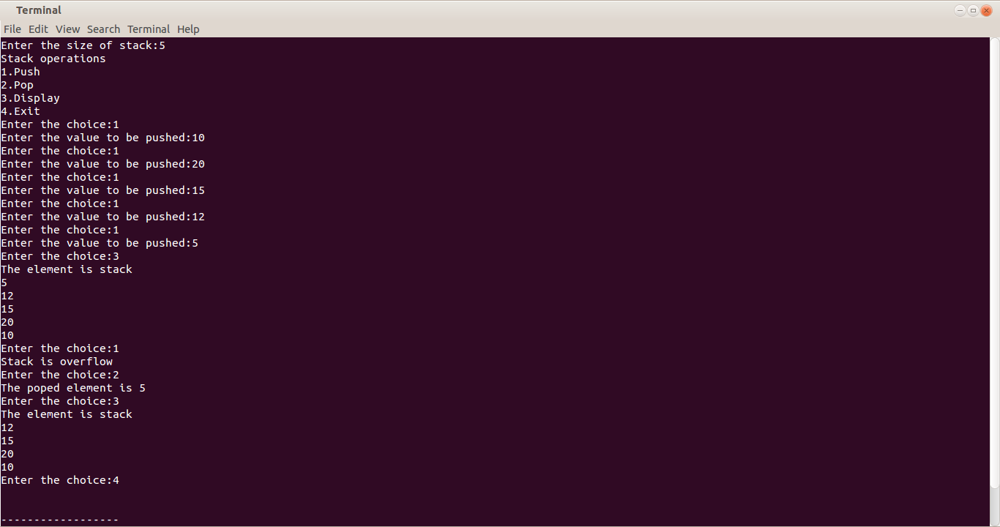 Terminal
File Edit View Search Terminal Help
Enter the size of stack:5
Stack operations
1.Push
2.Pop
3.Display
4.Exit
Enter the choice:1
Enter the value to be pushed:10
Enter the choice:1
Enter the value to be pushed:20
Enter the choice:1
Enter the value to be pushed:15
Enter the choice:1
Enter the value to be pushed:12
Enter the choice:1
Enter the value to be pushed:5
Enter the choice:3
The element is stack
5
12
15
20
10
Enter the choice:1
Stack is overflow
Enter the choice:2
The poped element is 5
Enter the choice:3
The element is stack
12
15
20
10
Enter the choice:4
------------------